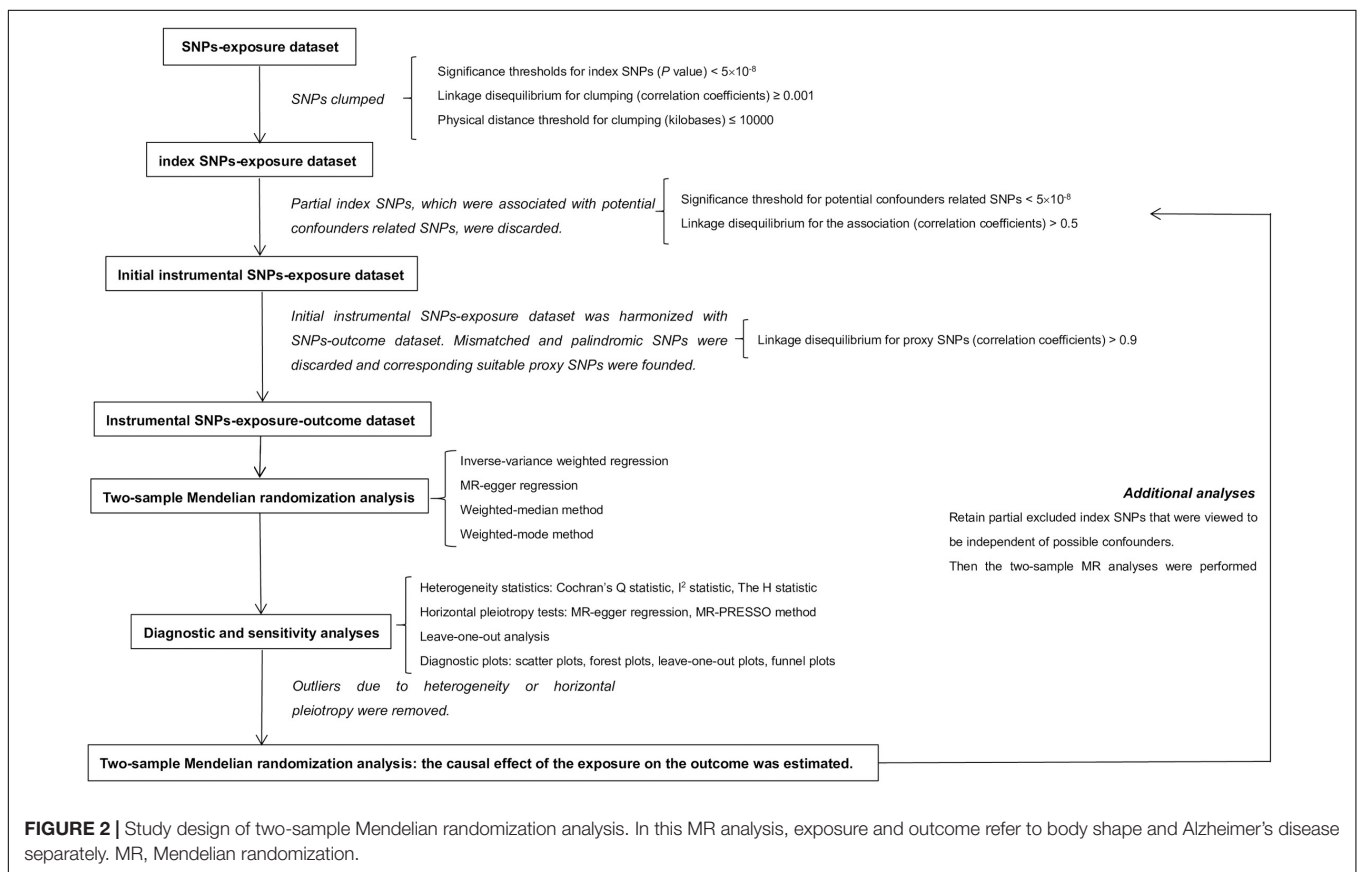 SNPs-exposure dataset
SNPs clumped
Significance thresholds for index SNPs (P value) < 5×10⁻⁸
Linkage disequilibrium for clumping (correlation coefficients) ≥ 0.001
Physical distance threshold for clumping (kilobases) ≤ 10000
index SNPs-exposure dataset
Partial index SNPs, which were associated with potential
confounders related SNPs, were discarded.
Significance threshold for potential confounders related SNPs < 5×10⁻⁸
Linkage disequilibrium for the association (correlation coefficients) > 0.5
Initial instrumental SNPs-exposure dataset
Initial instrumental SNPs-exposure dataset was harmonized with
SNPs-outcome dataset. Mismatched and palindromic SNPs were
discarded and corresponding suitable proxy SNPs were founded.
Linkage disequilibrium for proxy SNPs (correlation coefficients) > 0.9
Instrumental SNPs-exposure-outcome dataset
Two-sample Mendelian randomization analysis
Inverse-variance weighted regression
MR-egger regression
Weighted-median method
Weighted-mode method
Additional analyses
Retain partial excluded index SNPs that were viewed to
be independent of possible confounders.
Then the two-sample MR analyses were performed
Diagnostic and sensitivity analyses
Heterogeneity statistics: Cochran's Q statistic, I² statistic, The H statistic
Horizontal pleiotropy tests: MR-egger regression, MR-PRESSO method
Leave-one-out analysis
Diagnostic plots: scatter plots, forest plots, leave-one-out plots, funnel plots
Outliers due to heterogeneity or horizontal
pleiotropy were removed.
Two-sample Mendelian randomization analysis: the causal effect of the exposure on the outcome was estimated.
FIGURE 2 | Study design of two-sample Mendelian randomization analysis. In this MR analysis, exposure and outcome refer to body shape and Alzheimer's disease
separately. MR, Mendelian randomization.